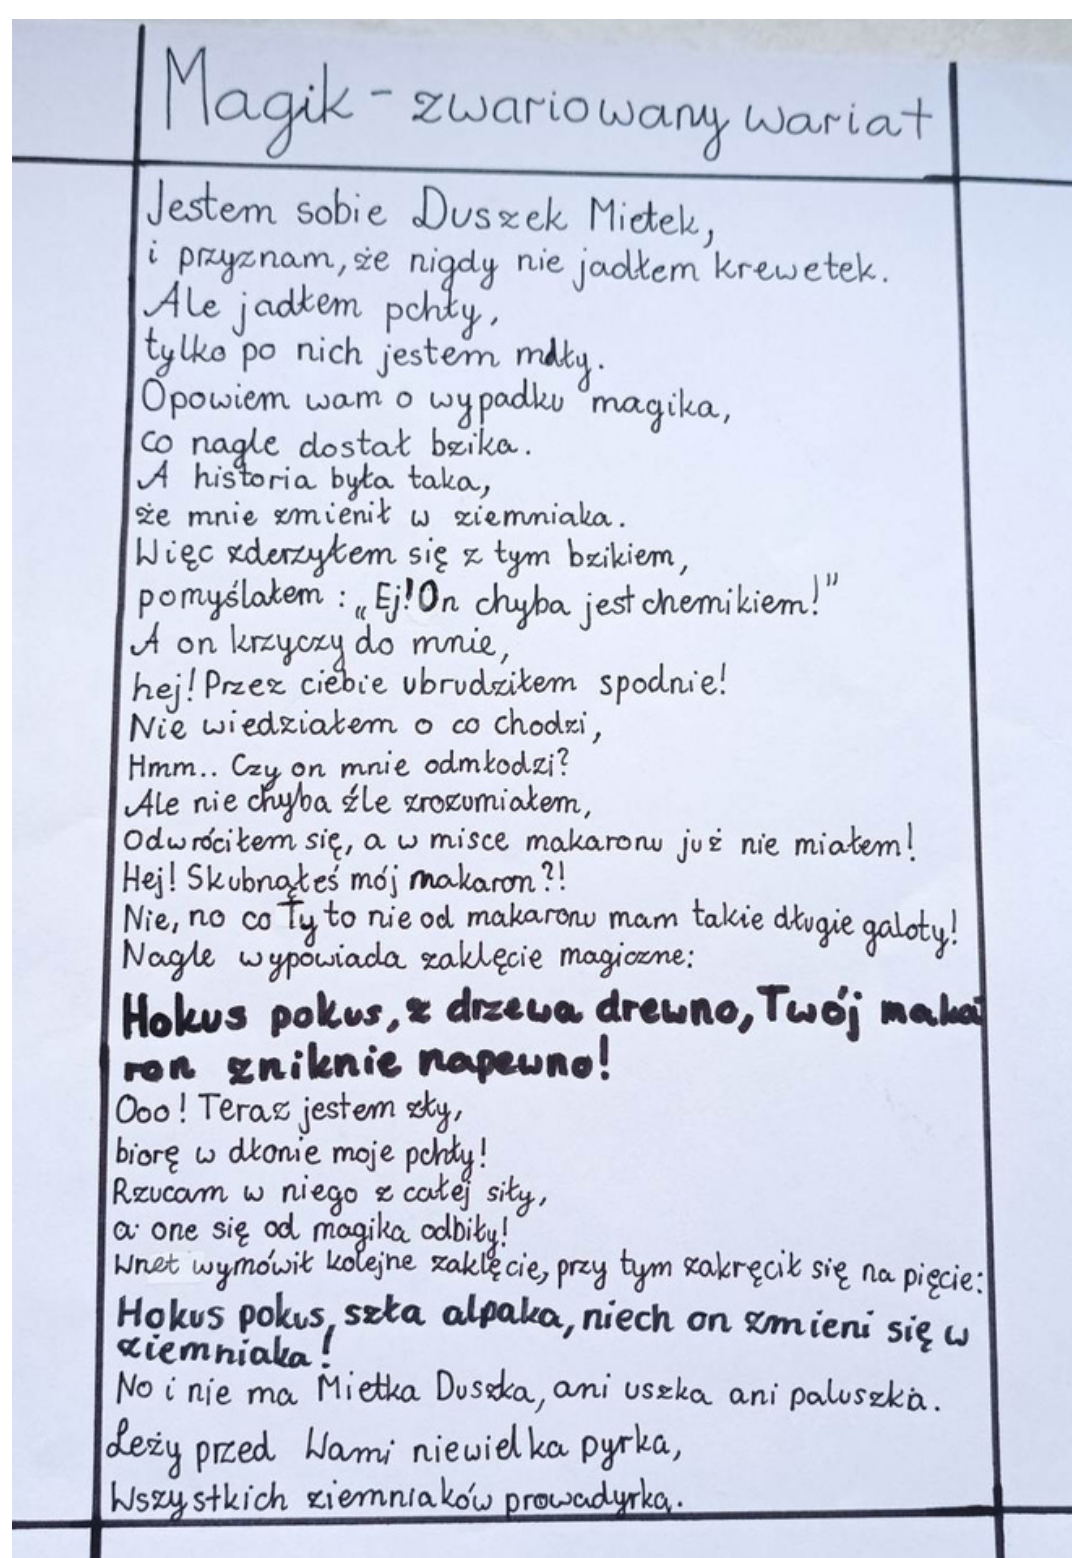 Magik - zwariowany wariat
Jestem sobie Duszek Mietek,
i przyznam, że nigdy nie jadłem krewetek.
Ale jadłem pchły,
tylko po nich jestem mdły.
Opowiem wam o wypadku magika,
co nagle dostał bzika.
A historia była taka,
że mnie zmienił w ziemniaka.
Więc zderzyłem się z tym bzikiem,
pomyślałem : „Ej! On chyba jest chemikiem!"
A on krzyczy do mnie,
hej! Przez ciebie ubrudziłem spodnie!
Nie wiedziałem o co chodzi,
Hmm.. Czy on mnie odmłodzi?
Ale nie chyba źle zrozumiałem,
Odwróciłem się, a w misce makaronu już nie miałem!
Hej! Skubnąłeś mój makaron?!
Nie, no co Ty to nie od makaronu mam takie długie galoty!
Nagle wypowiada zaklęcie magiczne:
Hokus pokus, z drzewa drewno, Twój maka
ron zniknie napewno!
Ooo! Teraz jestem zły,
biorę w dłonie moje pchły!
Rzucam w niego z całej siły,
a one się od magika odbiły!
Wnet wymówił kolejne zaklęcie, przy tym zakręcił się na pięcie:
Hokus pokus, szła alpaka, niech on zmieni się w
ziemniaka!
No i nie ma Mietka Duszka, ani uszka ani paluszka.
Leży przed Wami niewielka pyrka,
Wszystkich ziemniaków prowadyrka.